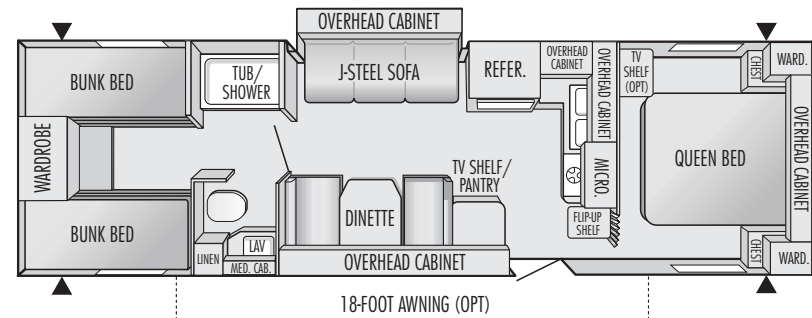 OVERHEAD CABINET
BUNK BED
TUB/
SHOWER
J-STEEL SOFA
REFER.
OVERHEAD
CABINET
OVERHEAD CABINET
TV
SHELF
(OPT)
CHEST
WARD.
WARDROBE
MICRO.
QUEEN BED
OVERHEAD CABINET
TV SHELF/
PANTRY
DINETTE
FLIP-UP
SHELF
BUNK BED
LINEN
LAV
MED. CAB.
OVERHEAD CABINET
CHEST
WARD.
18-FOOT AWNING (OPT)